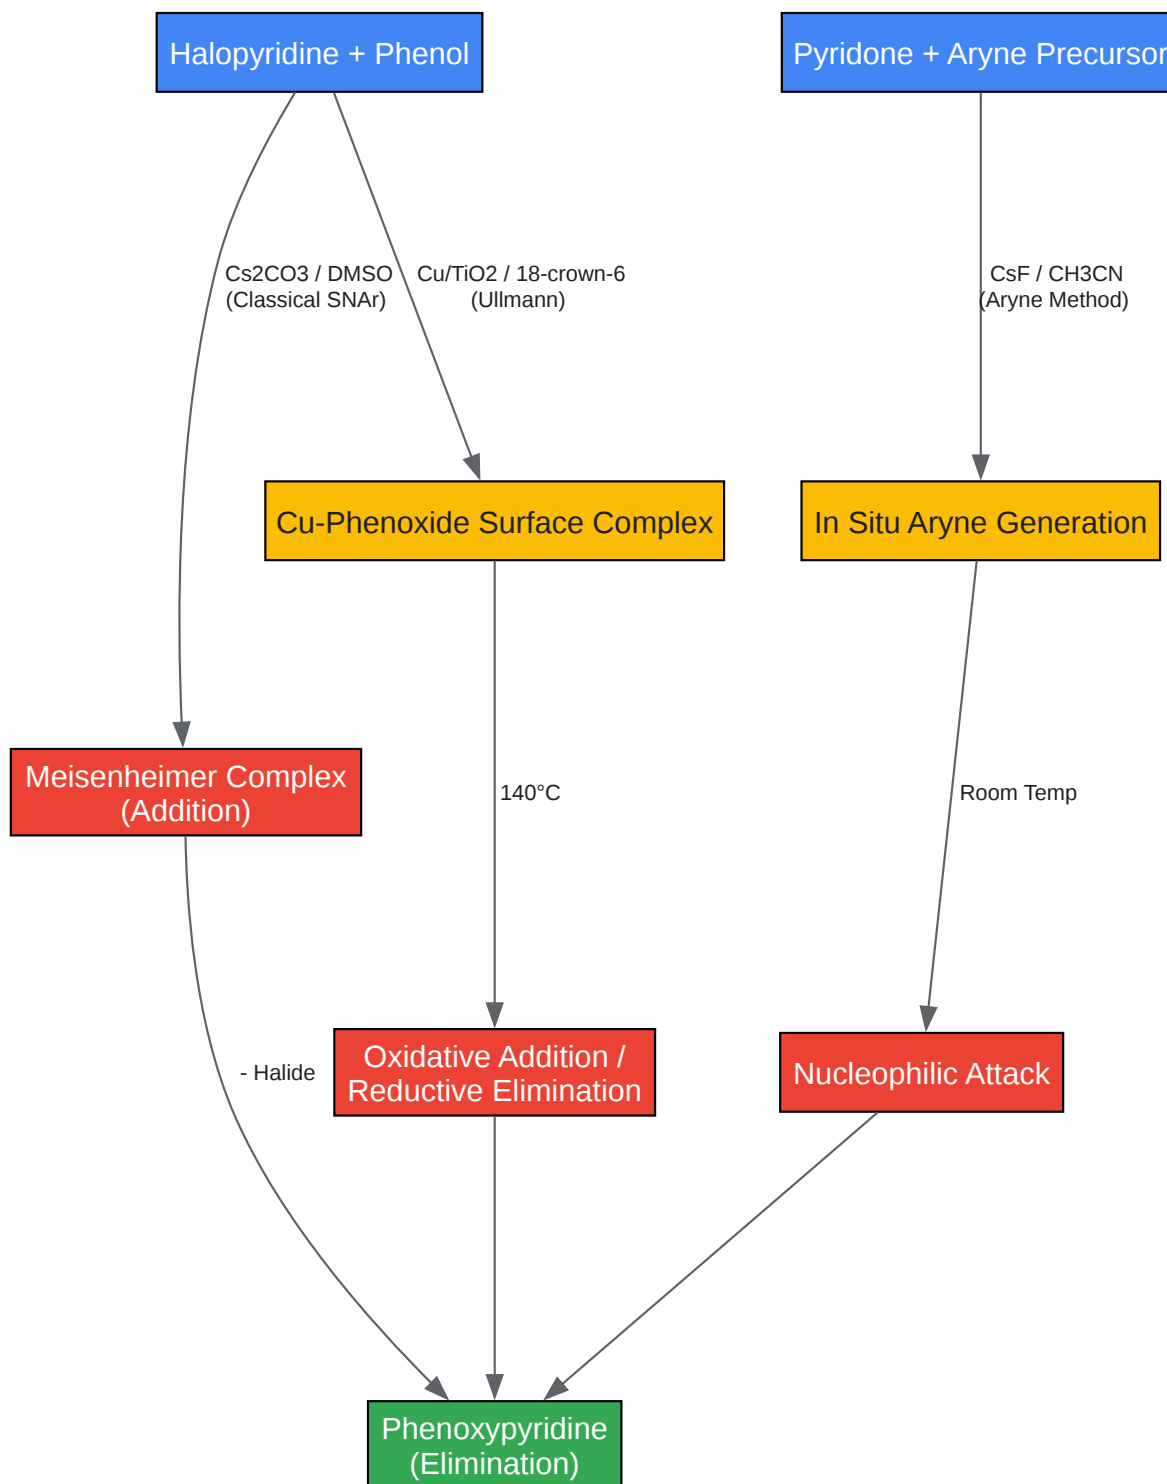 Halopyridine + Phenol
Pyridone + Aryne Precursor
Cs2CO3 / DMSO
(Classical SNAr)
Cu/TiO2 / 18-crown-6
(Ullmann)
CsF / CH3CN
(Aryne Method)
Cu-Phenoxide Surface Complex
In Situ Aryne Generation
Meisenheimer Complex
(Addition)
140°C
Room Temp
- Halide
Oxidative Addition /
Reductive Elimination
Nucleophilic Attack
Phenoxypyridine
(Elimination)